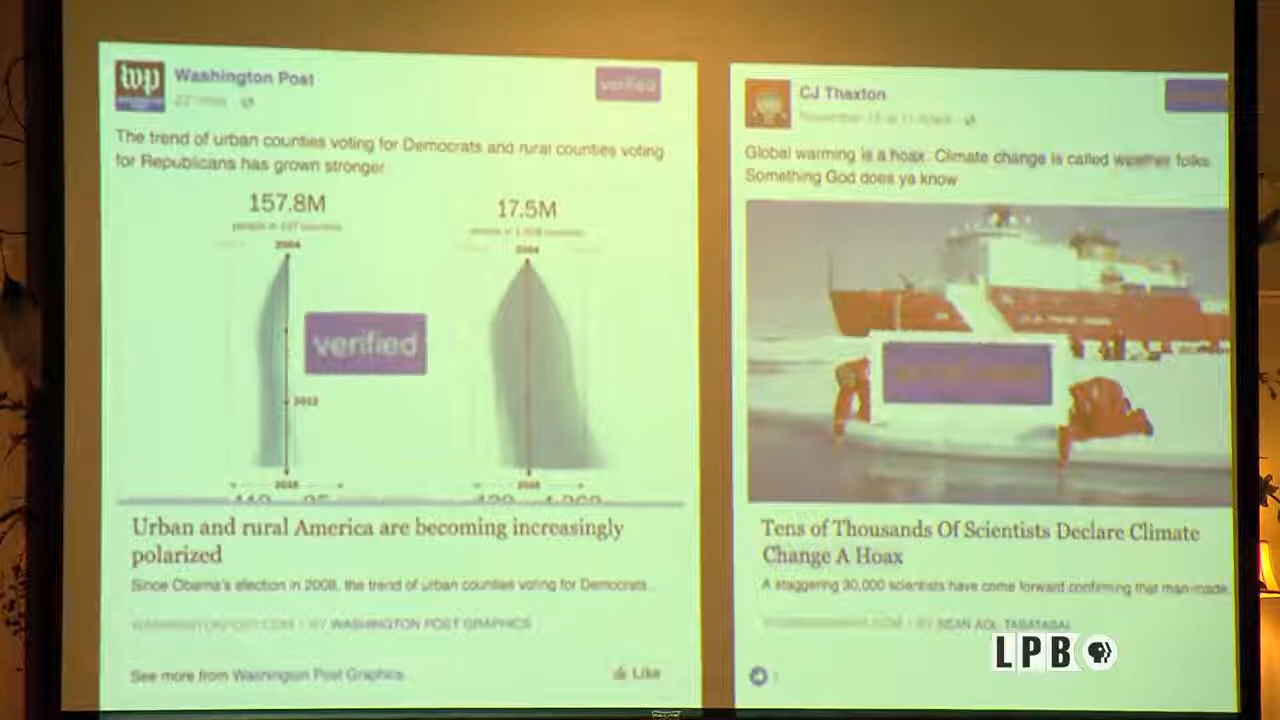 wp
Washington Post
verified
The trend of urban counties voting for Democrats and rural counties voting
for Republicans has grown stronger
157.8M
17.5M
2004
2004
verified
2012
2016
2016
Urban and rural America are becoming increasingly
polarized
Since Obama's election in 2008, the trend of urban counties voting for Democrats...
WASHINGTONPOST.COM | BY WASHINGTON POST GRAPHICS
See more from Washington Post Graphics
Like
CJ Thaxton
Global warming is a hoax. Climate change is called weather folks.
Something God does ya know
Tens of Thousands Of Scientists Declare Climate
Change A Hoax
A staggering 30,000 scientists have come forward confirming that man-made
LPB